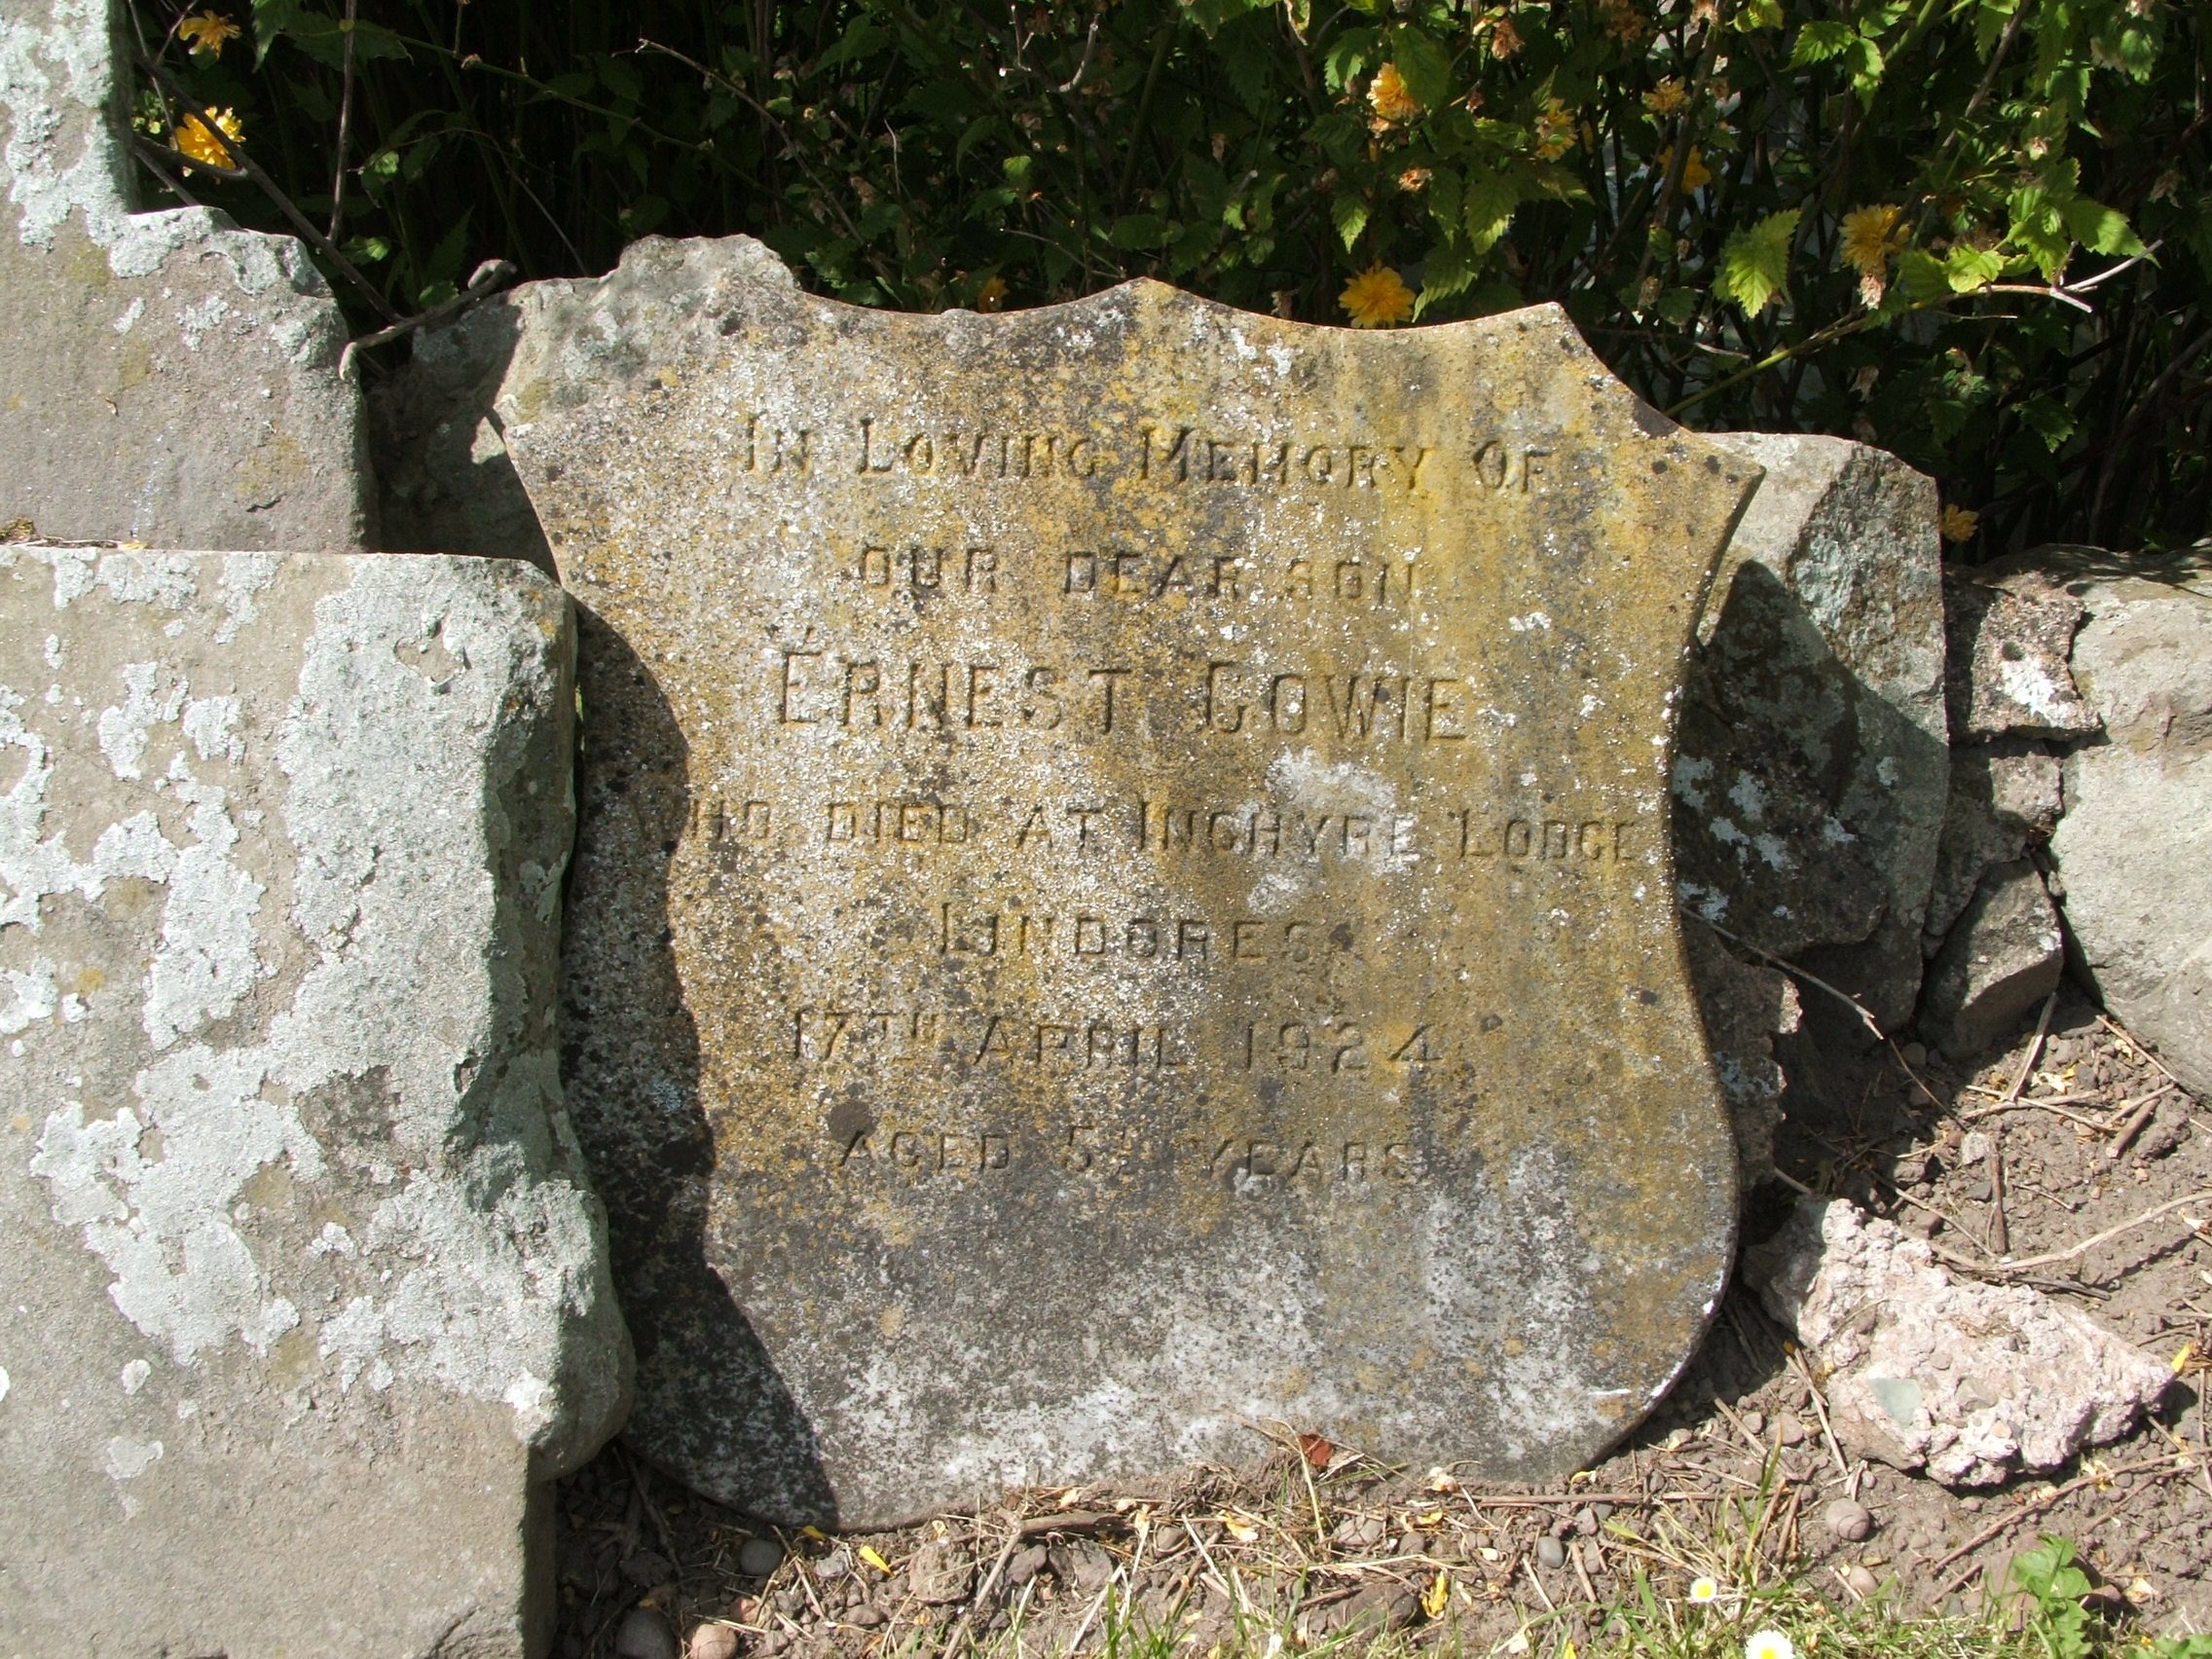 In Loving Memory Of
OUR DEAR SON
ERNEST COWIE
WHO DIED AT INCHYRE LODGE
LINDORES
17TH APRIL 1924
AGED YEARS